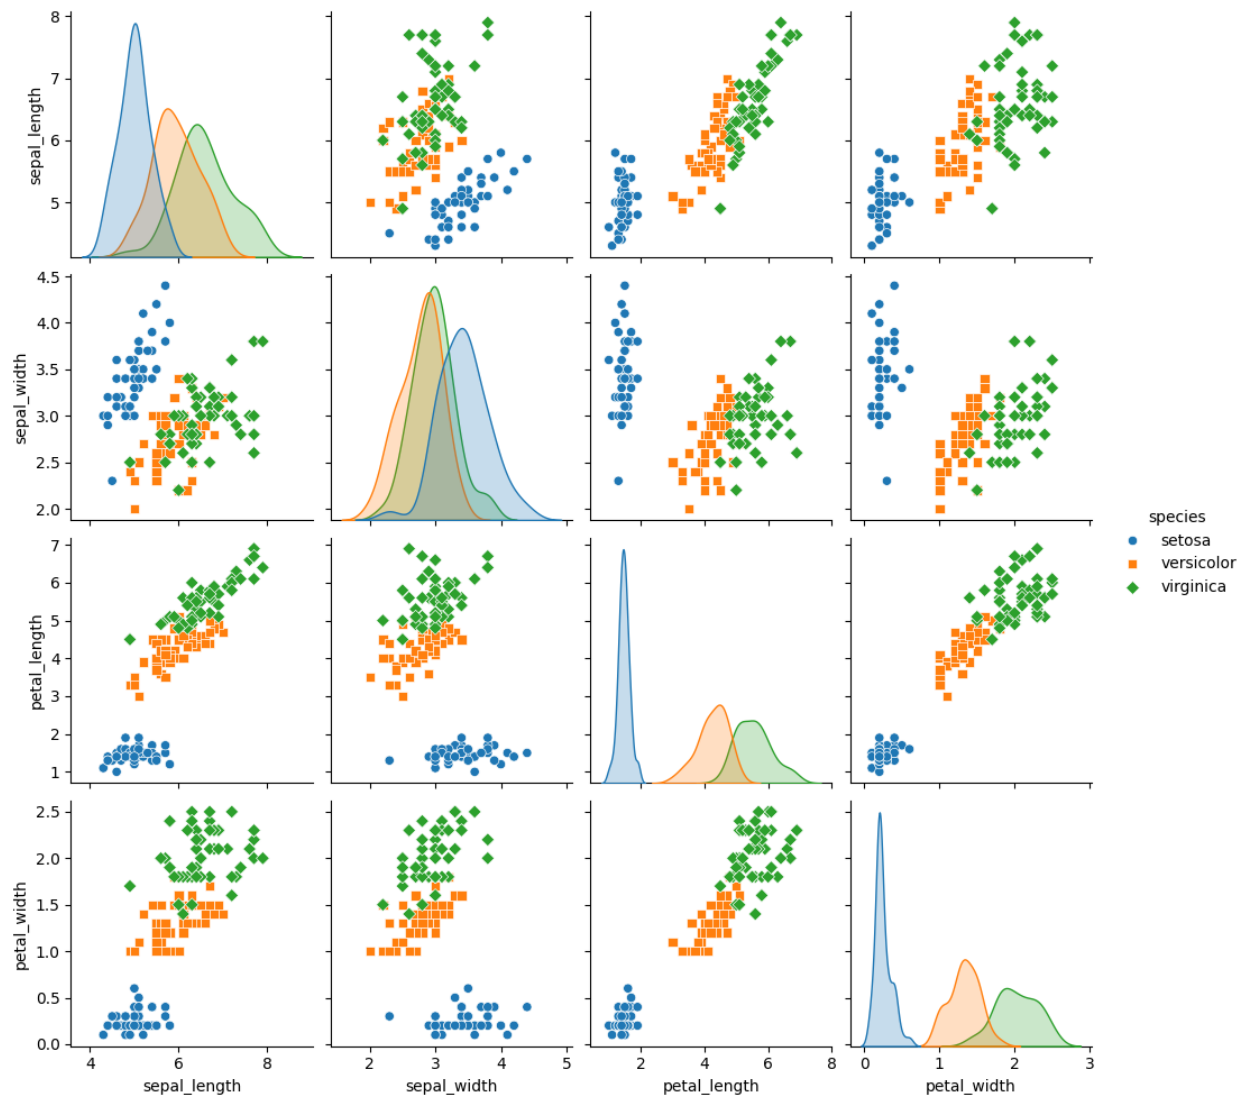 8
7
6
5
sepal_length
4.5
4.0
3.5
3.0
2.5
2.0
sepal_width
species
setosa
versicolor
virginica
7
6
5
4
3
2
1
petal_length
2.5
2.0
1.5
1.0
0.5
0.0
petal_width
4 6 8
sepal_length
2 3 4 5
sepal_width
0 2 4 6 8
petal_length
0 1 2 3
petal_width